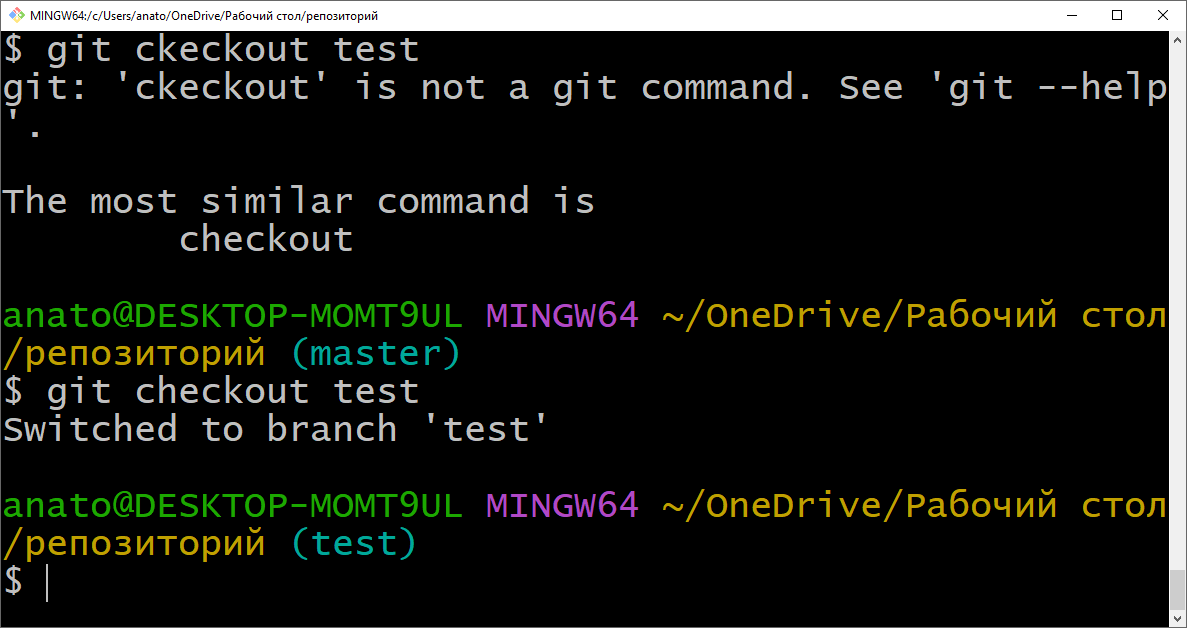 MINGW64:/c/Users/anato/OneDrive/Рабочий стол/репозиторий
$ git ckeckout test
git: 'ckeckout' is not a git command. See 'git --help
'.
The most similar command is
checkout
anato@DESKTOP-MOMT9UL MINGW64 ~/OneDrive/Рабочий стол
/репозиторий (master)
$ git checkout test
Switched to branch 'test'
anato@DESKTOP-MOMT9UL MINGW64 ~/OneDrive/Рабочий стол
/репозиторий (test)
$